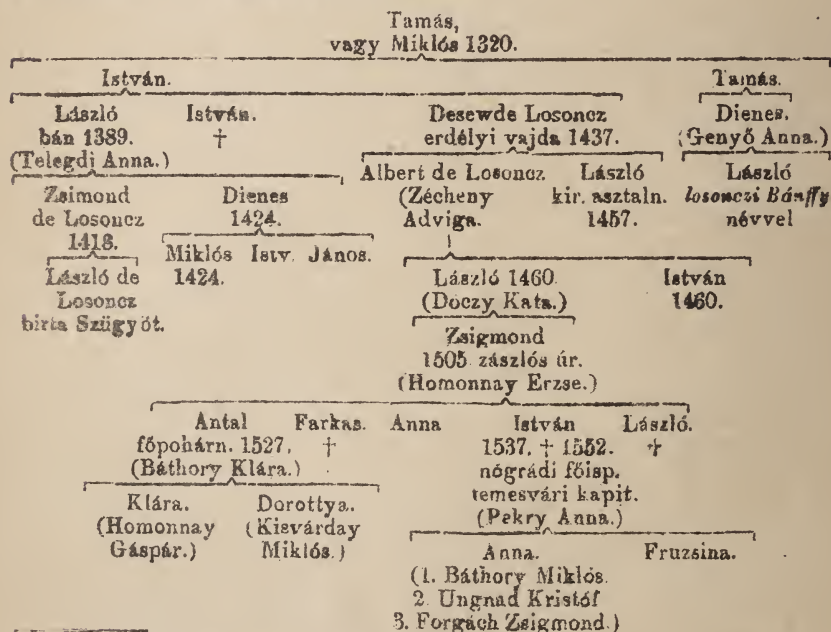 Tamás,
vagy Miklós 1320.
István. Tamás.
László István. Desewde Losoncz Dienes.
bán 1389. † erdélyi vajda 1437. (Genyő Anna.)
(Telegdi Anna.)
Albert de Losoncz László László
Zsimond Dienes (Zécheny kir. asztaln. losonczi Bánffy
de Losoncz 1424. Adviga. 1457. névvel
1418.
Miklós Istv. János.
László de 1424. László 1460. István
Losoncz (Dóczy Kata.) 1460.
birta Szügyöt.
Zsigmond
1505 zászlós úr.
(Homonnay Erzse.)
Antal Farkas. Anna István László.
főpohárn. 1527. † 1537. † 1552. †
(Báthory Klára.) nógrádi főisp.
temesvári kapit.
Klára. Dorottya. (Pekry Anna.)
(Homonnay (Kisvárday
Gáspár.) Miklós.)
Anna. Fruzsina.
(1. Báthory Miklós.
2. Ungnad Kristóf
3. Forgách Zsigmond.)